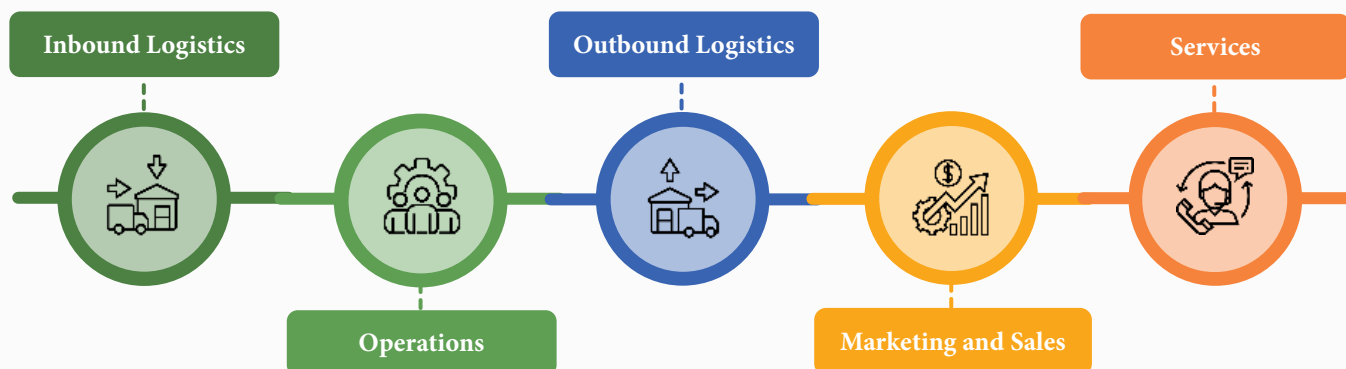 Inbound Logistics
Operations
Outbound Logistics
Marketing and Sales
Services
$